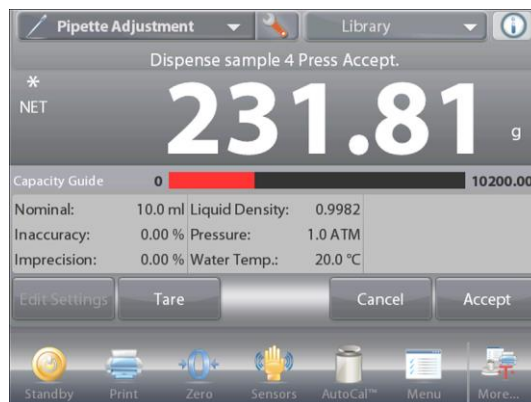 Pipette Adjustment Library
Dispense sample 4 Press Accept.
*
NET
231.81 g
Capacity Guide 0 10200.00
Nominal: 10.0 ml Liquid Density: 0.9982
Inaccuracy: 0.00 % Pressure: 1.0 ATM
Imprecision: 0.00 % Water Temp.: 20.0 °C
Edit Settings Tare Cancel Accept
Standby Print Zero Sensors AutoCal™ Menu More...